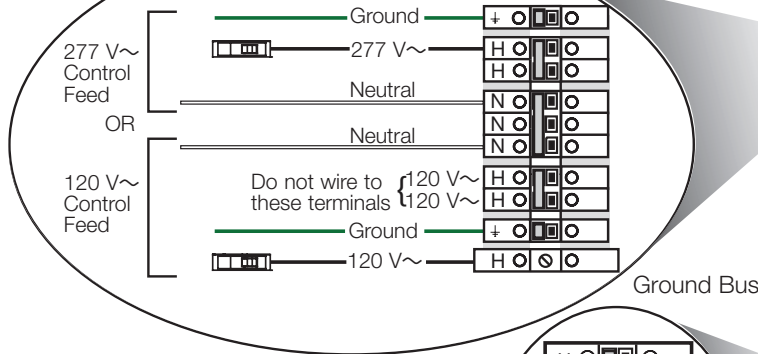 Ground
⏚ 
277 V~
Control
Feed
277 V~
H
H
Neutral
N
OR
N
Neutral
N
120 V~
Control
Feed
Do not wire to
these terminals
{
120 V~
H
120 V~
H
Ground
⏚
120 V~
H
Ground Bus